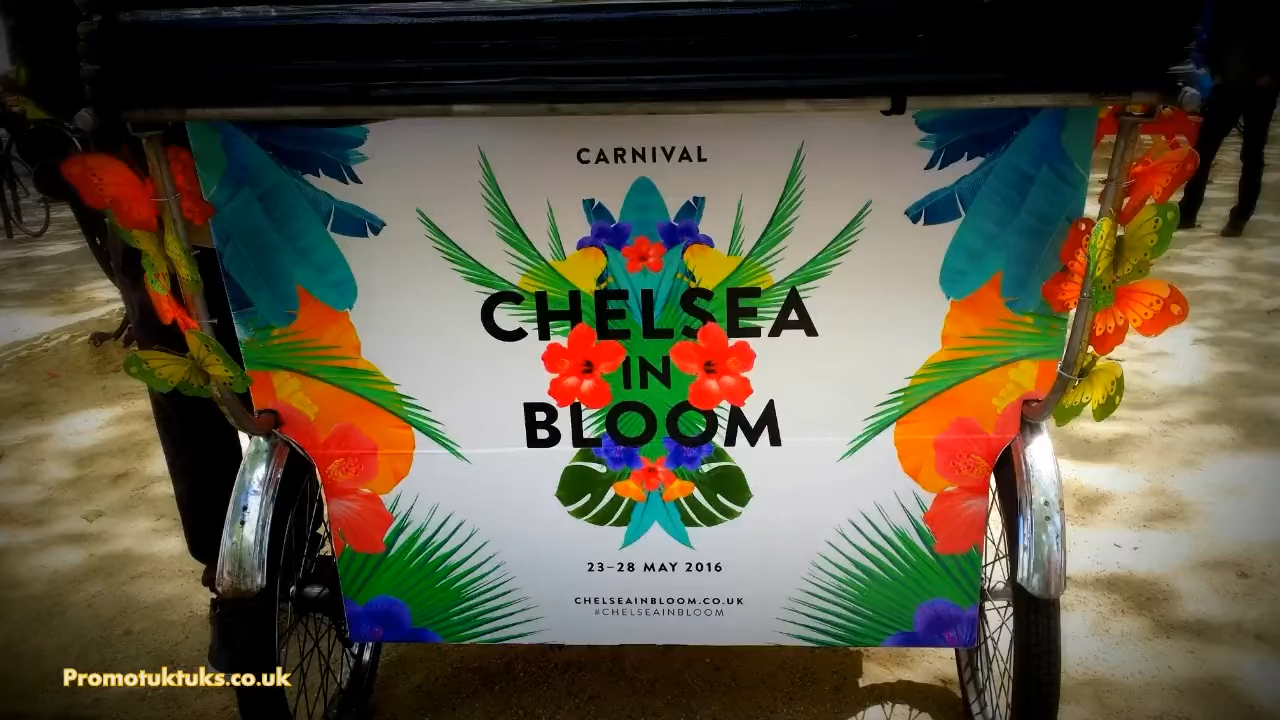 CARNIVAL
CHELSEA
IN
BLOOM
23–28 MAY 2016
CHELSEAINBLOOM.CO.UK
#CHELSEAINBLOOM
Promotuktuks.co.uk